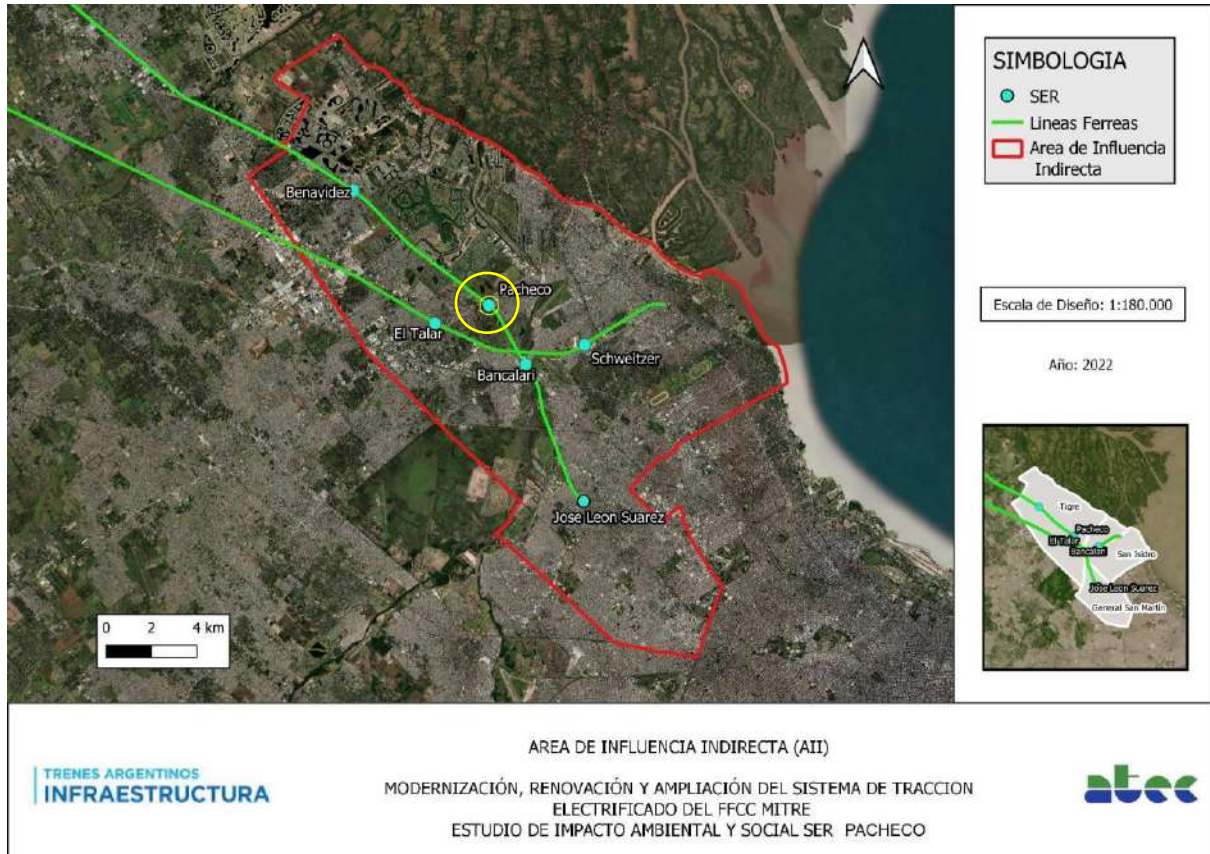 Benavidez
Pacheco
El Talar
Schweitzer
Bancalari
Jose Leon Suarez
0 2 4 km
SIMBOLOGIA
SER
Lineas Ferreas
Area de Influencia
Indirecta
Escala de Diseño: 1:180.000
Año: 2022
Tigre
Pacheco
El Talar
Bancalari
San Isidro
Jose Leon Suarez
General San Martin
TRENES ARGENTINOS
INFRAESTRUCTURA
AREA DE INFLUENCIA INDIRECTA (AII)
MODERNIZACIÓN, RENOVACIÓN Y AMPLIACIÓN DEL SISTEMA DE TRACCION
ELECTRIFICADO DEL FFCC MITRE
ESTUDIO DE IMPACTO AMBIENTAL Y SOCIAL SER PACHECO
atec